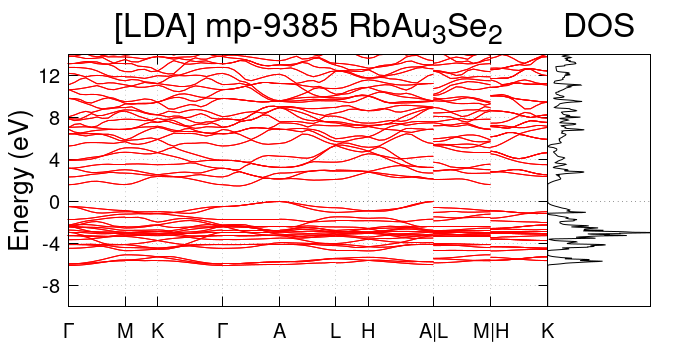 [LDA] mp-9385 RbAu₃Se₂ DOS
Energy (eV)
12
8
4
0
-4
-8
Γ M K Γ A L H A|L M|H K